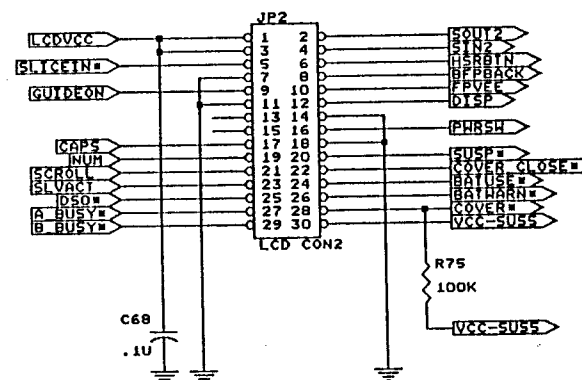 JP2
LCDVCC 1 2 SOUT2
3 4 SIN2
SLICEIN* 5 6 HSRBTN
7 8 BFPBACK
GUIDEON 9 10 FPVEE
11 12 DISP
13 14
15 16 PWRSW
CAPS 17 18
NUM 19 20 SUSP*
SCROLL 21 22 COVER CLOSE*
SLVACT 23 24 BATUSE*
DSO* 25 26 BATWARN*
A BUSY* 27 28 COVER*
B BUSY* 29 30 VCC-SUS5
LCD CON2
R75
100K
C68
.1U
VCC-SUS5